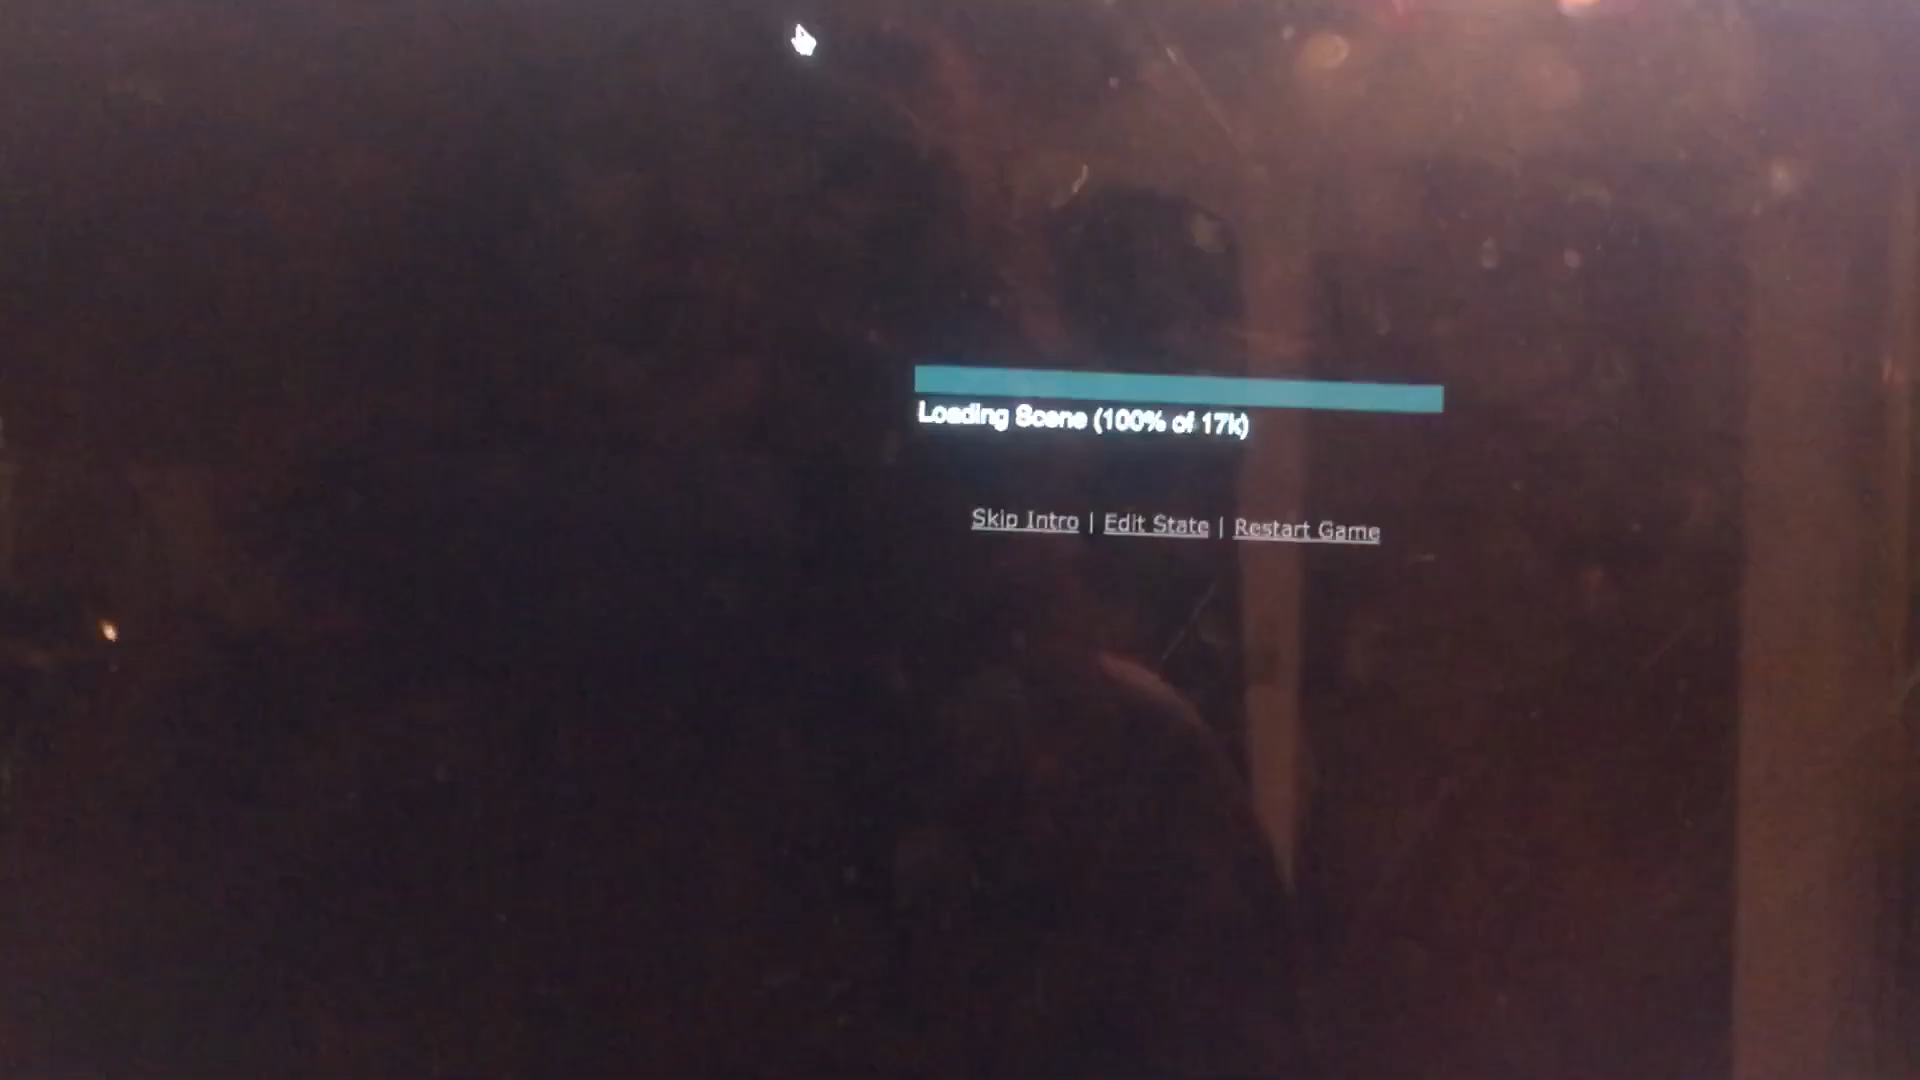 Loading Scene (100% of 17k)
Skip Intro | Edit State | Restart Game